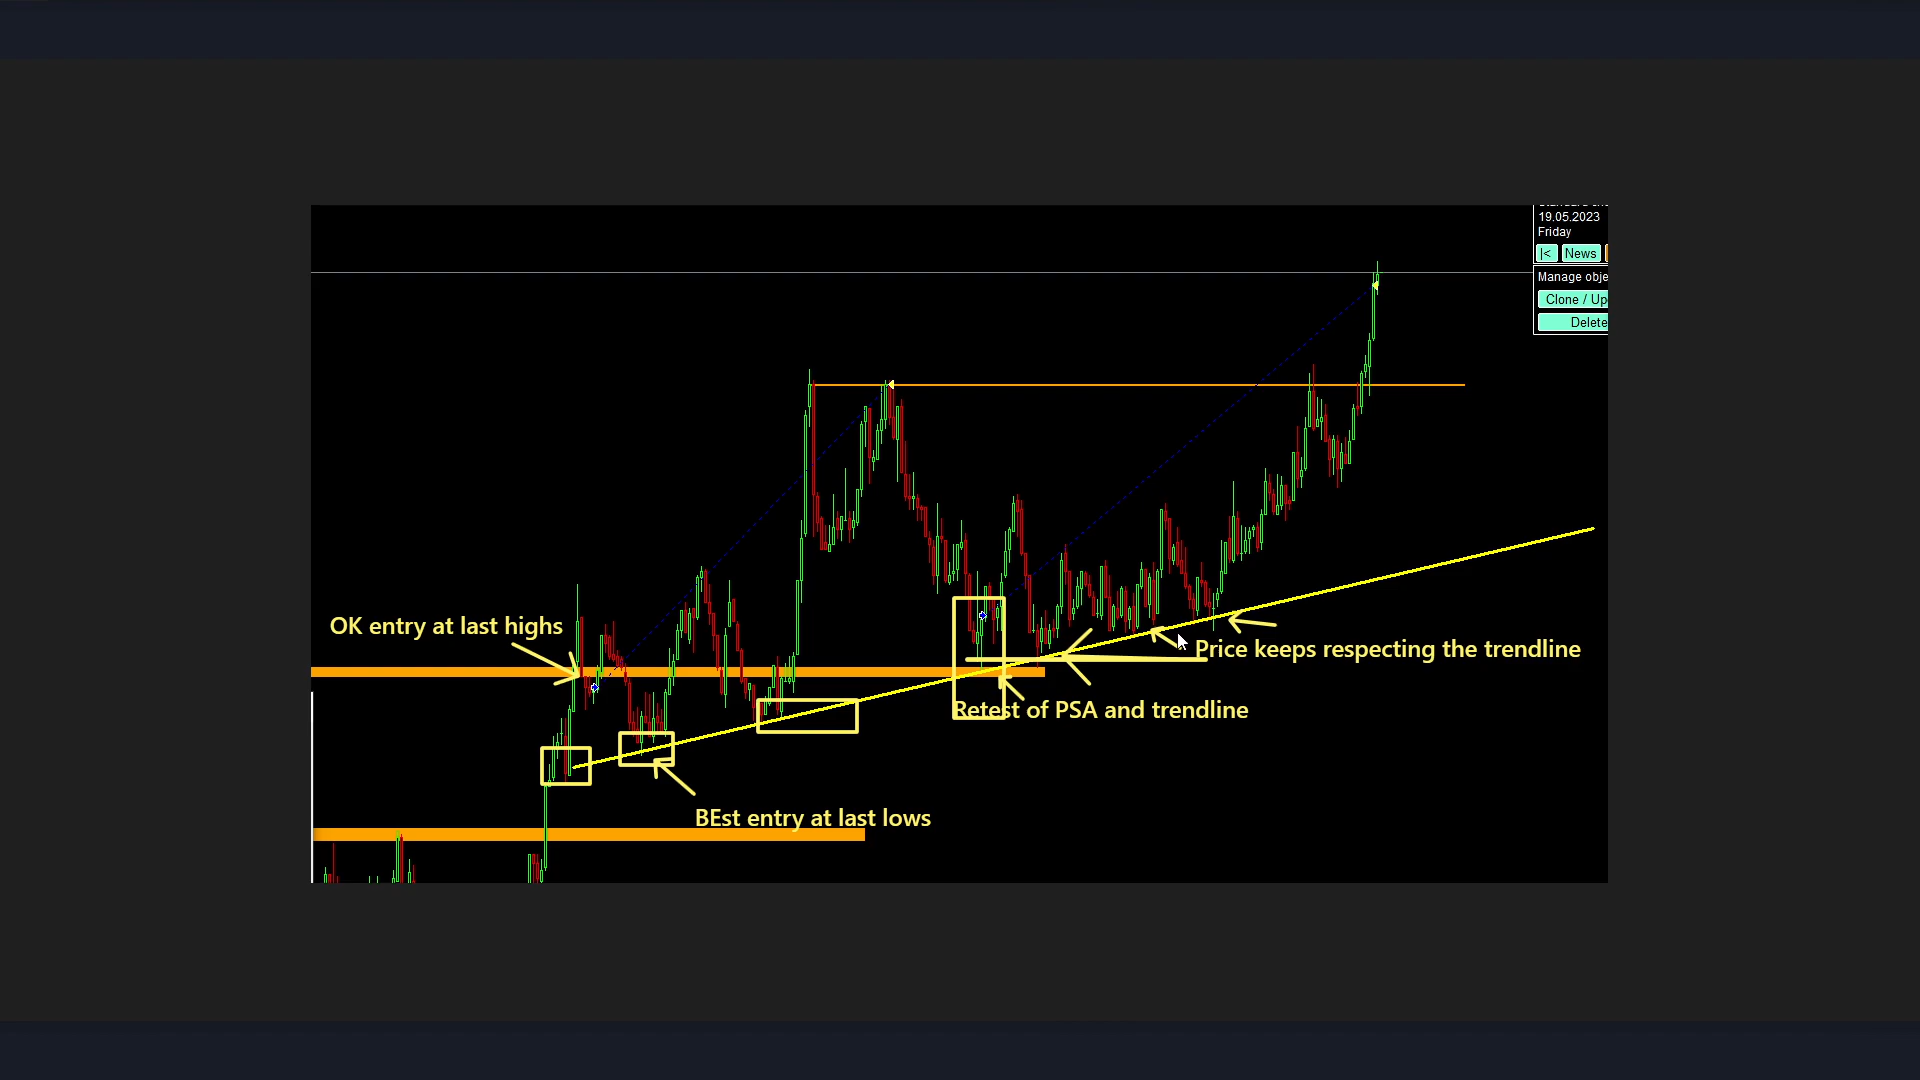 19.05.2023
Friday
|< News
Manage obje
Clone / Up
Delete
OK entry at last highs
Price keeps respecting the trendline
Retest of PSA and trendline
BEst entry at last lows